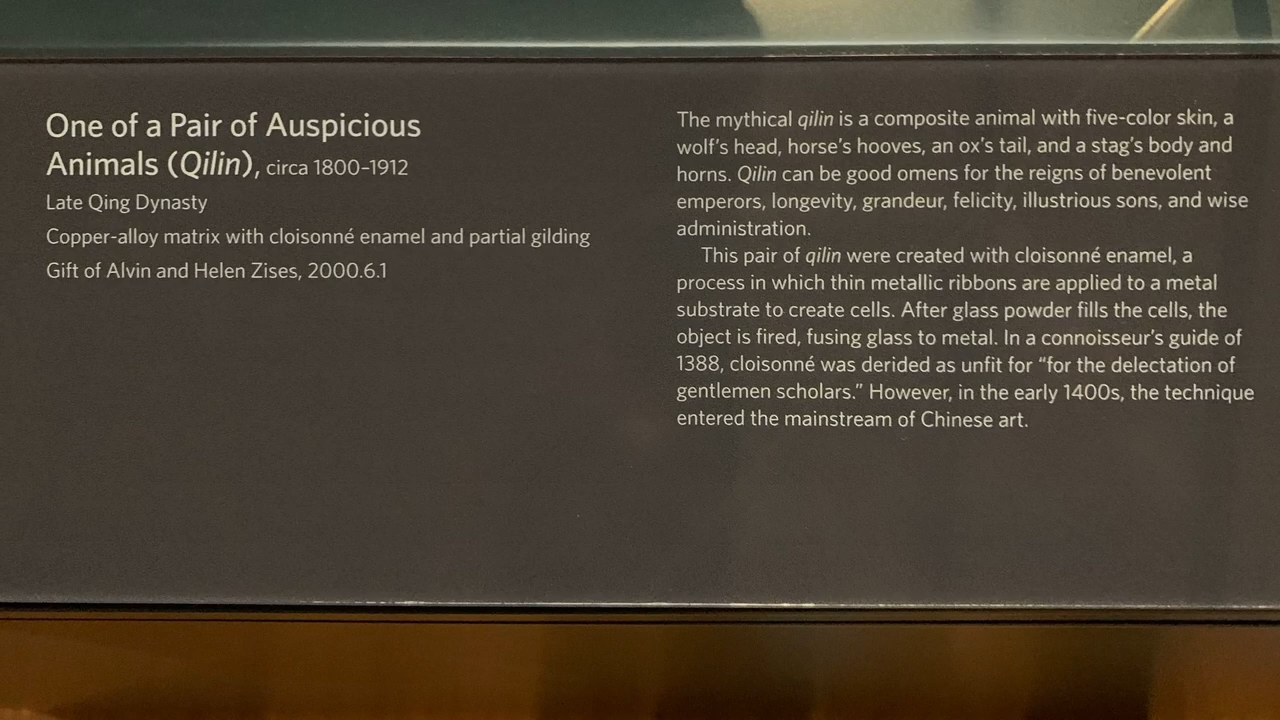 One of a Pair of Auspicious
Animals (Qilin), circa 1800–1912
Late Qing Dynasty
Copper-alloy matrix with cloisonné enamel and partial gilding
Gift of Alvin and Helen Zises, 2000.6.1
The mythical qilin is a composite animal with five-color skin, a
wolf's head, horse's hooves, an ox's tail, and a stag's body and
horns. Qilin can be good omens for the reigns of benevolent
emperors, longevity, grandeur, felicity, illustrious sons, and wise
administration.
This pair of qilin were created with cloisonné enamel, a
process in which thin metallic ribbons are applied to a metal
substrate to create cells. After glass powder fills the cells, the
object is fired, fusing glass to metal. In a connoisseur's guide of
1388, cloisonné was derided as unfit for “for the delectation of
gentlemen scholars.” However, in the early 1400s, the technique
entered the mainstream of Chinese art.